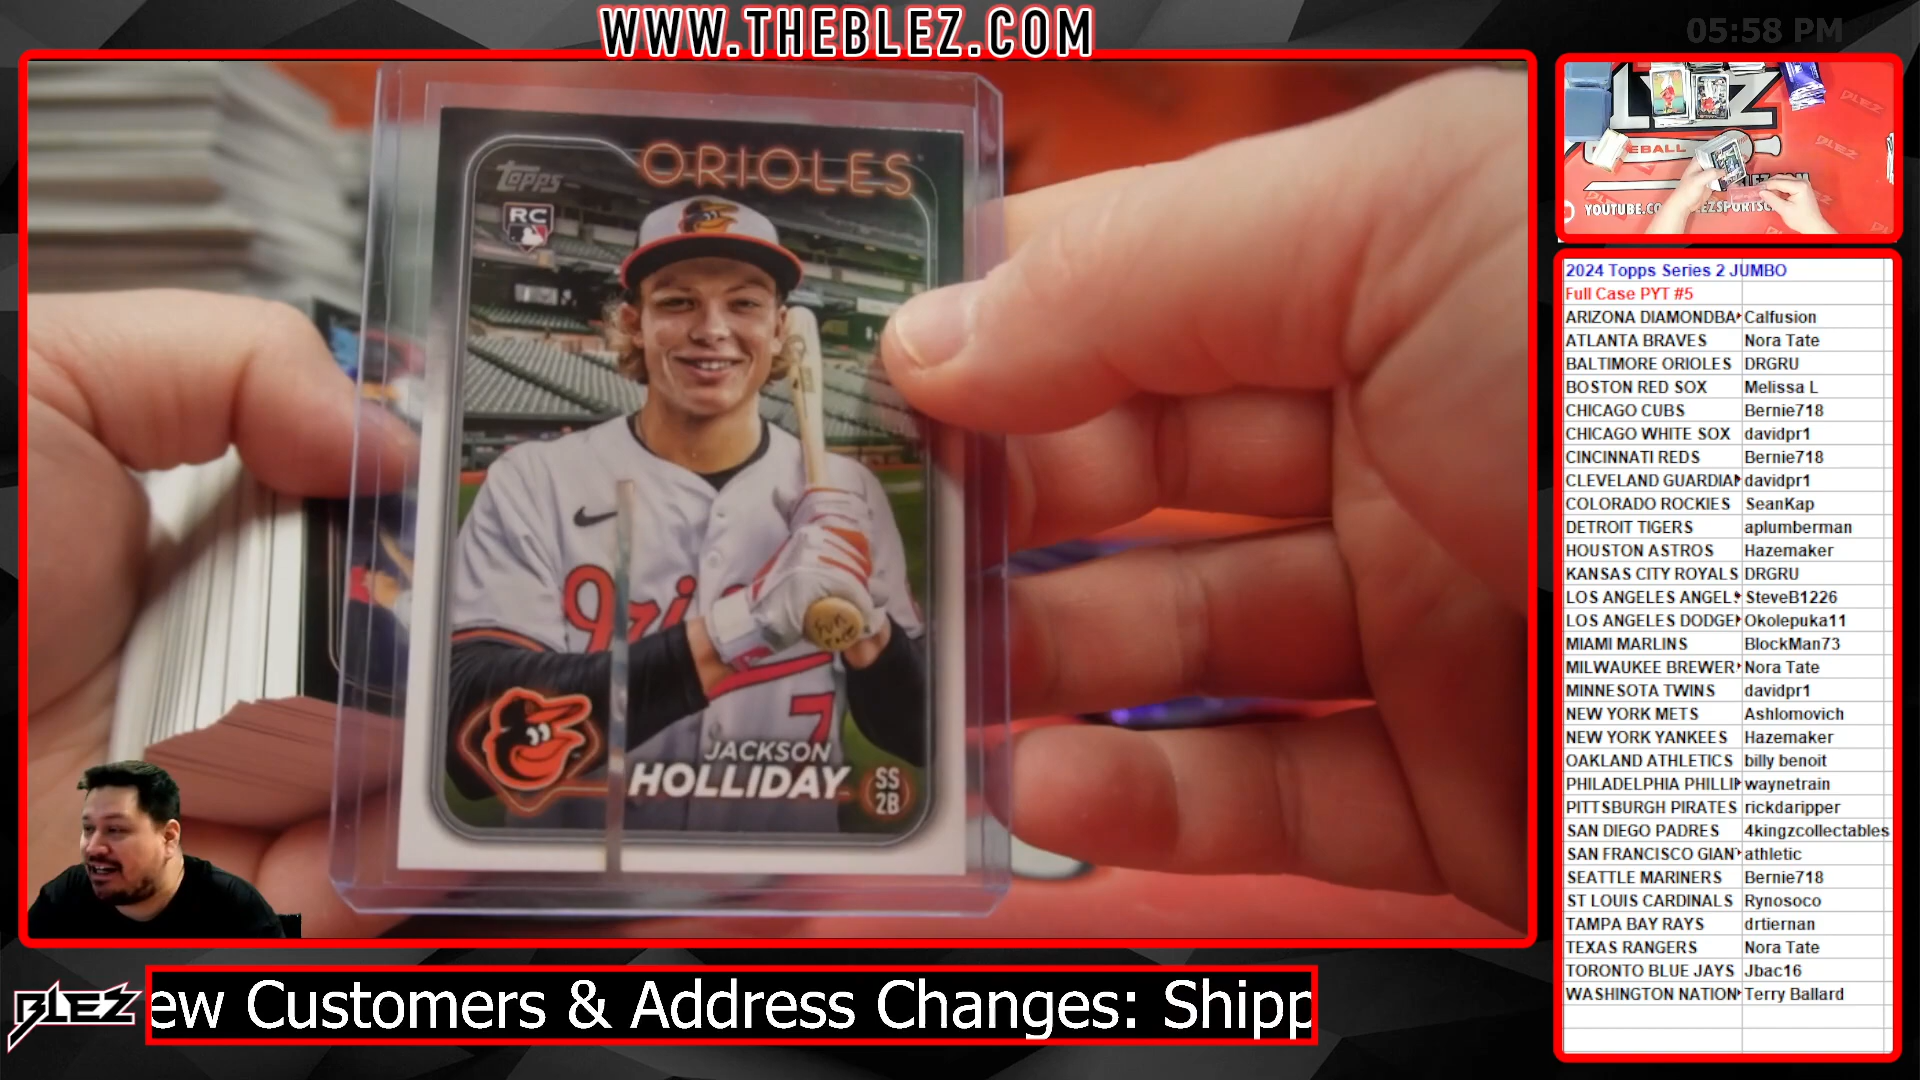 WWW.THEBLEZ.COM
05:58 PM
ORIOLES
Topps
RC
JACKSON
HOLLIDAY
SS
2B
7
EBALL
YOUTUBE.CO
2024 Topps Series 2 JUMBO
Full Case PYT #5
ARIZONA DIAMONDBA Calfusion
ATLANTA BRAVES Nora Tate
BALTIMORE ORIOLES DRGRU
BOSTON RED SOX Melissa L
CHICAGO CUBS Bernie718
CHICAGO WHITE SOX davidpr1
CINCINNATI REDS Bernie718
CLEVELAND GUARDIAN davidpr1
COLORADO ROCKIES SeanKap
DETROIT TIGERS aplumberman
HOUSTON ASTROS Hazemaker
KANSAS CITY ROYALS DRGRU
LOS ANGELES ANGELS SteveB1226
LOS ANGELES DODGE Okolepuka11
MIAMI MARLINS BlockMan73
MILWAUKEE BREWER Nora Tate
MINNESOTA TWINS davidpr1
NEW YORK METS Ashlomovich
NEW YORK YANKEES Hazemaker
OAKLAND ATHLETICS billy benoit
PHILADELPHIA PHILLI waynetrain
PITTSBURGH PIRATES rickdaripper
SAN DIEGO PADRES 4kingzcollectables
SAN FRANCISCO GIAN athletic
SEATTLE MARINERS Bernie718
ST LOUIS CARDINALS Rynosoco
TAMPA BAY RAYS drtiernan
TEXAS RANGERS Nora Tate
TORONTO BLUE JAYS Jbac16
WASHINGTON NATION Terry Ballard
BLEZ
ew Customers & Address Changes: Shipp